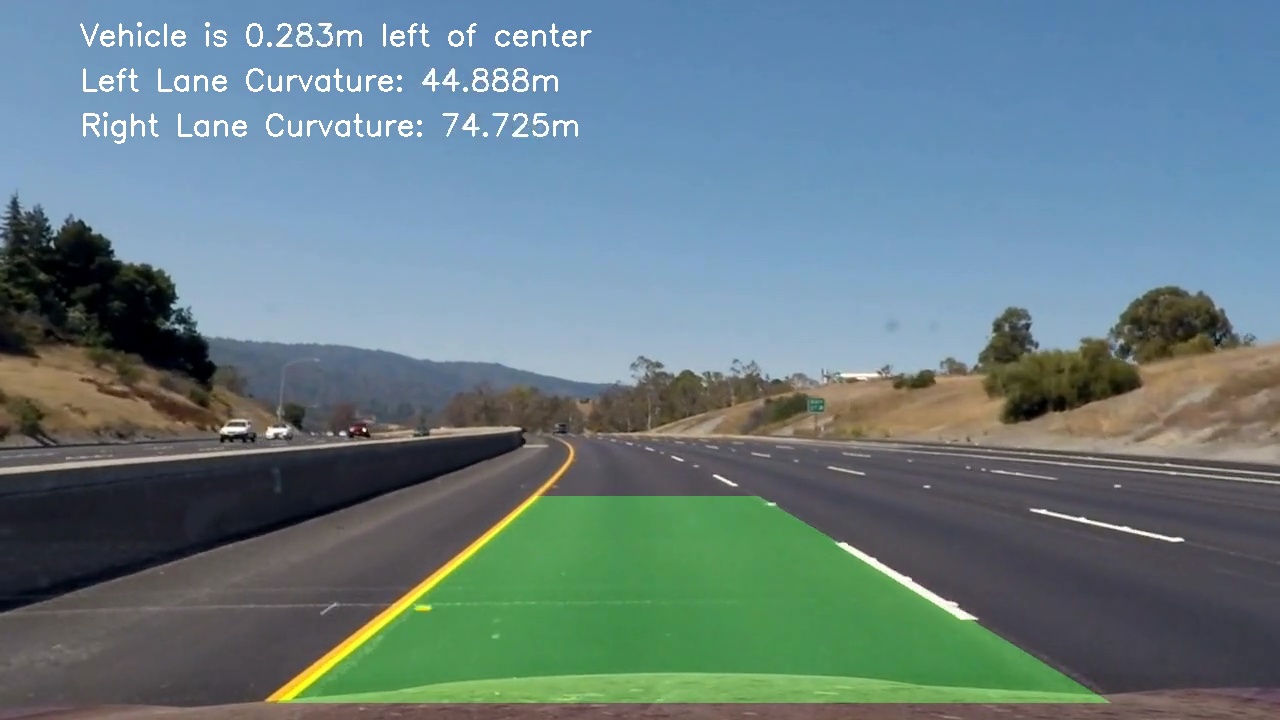 Vehicle is 0.283m left of center
Left Lane Curvature: 44.888m
Right Lane Curvature: 74.725m